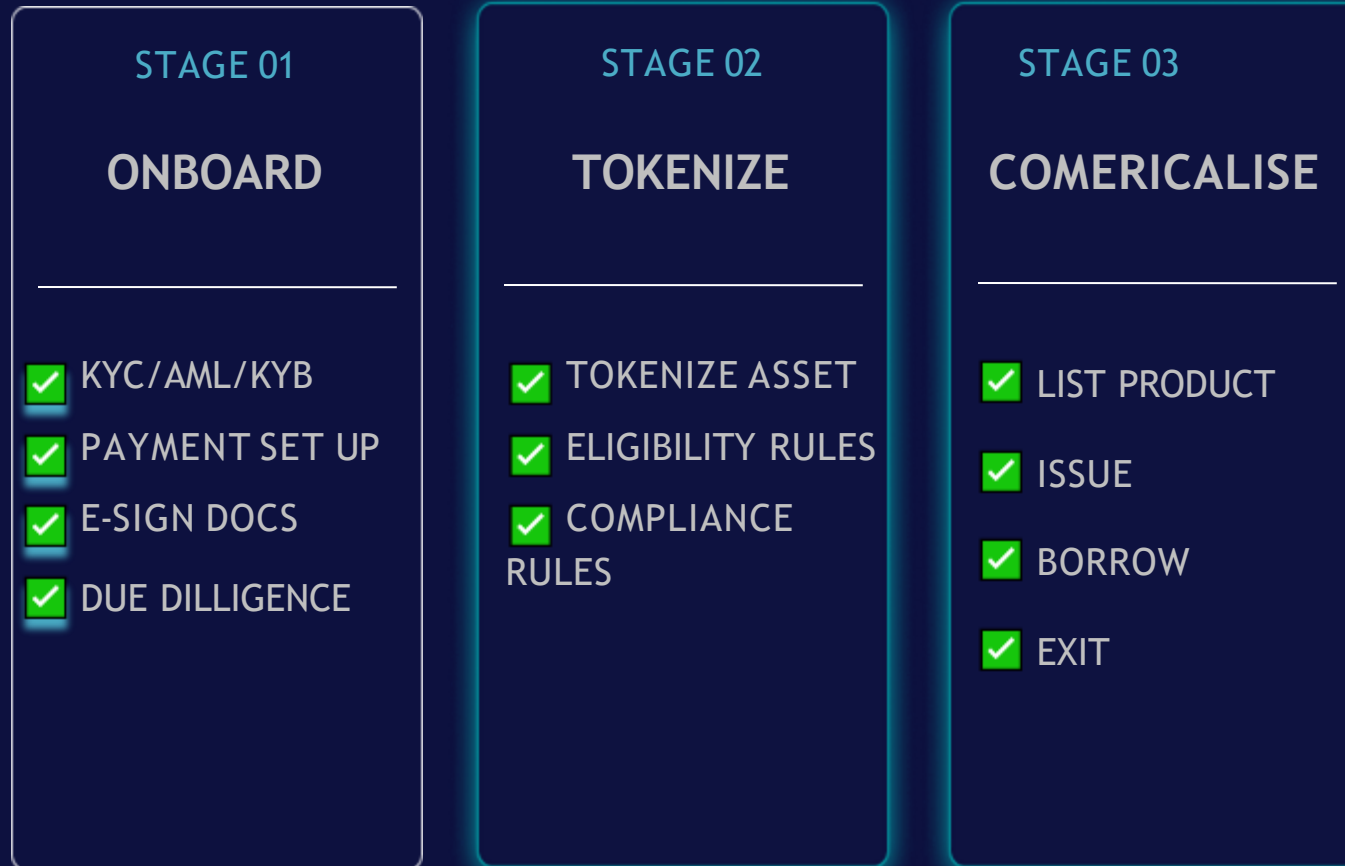 STAGE 01
ONBOARD
KYC/AML/KYB
PAYMENT SET UP
E-SIGN DOCS
DUE DILLIGENCE
STAGE 02
TOKENIZE
TOKENIZE ASSET
ELIGIBILITY RULES
COMPLIANCE
RULES
STAGE 03
COMERICALISE
LIST PRODUCT
ISSUE
BORROW
EXIT